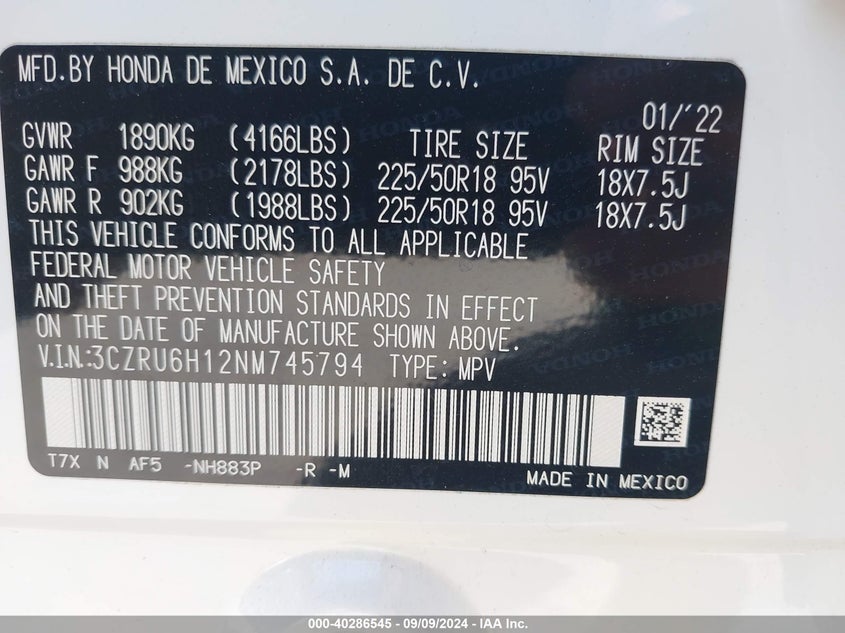 MFD.BY HONDA DE MEXICO S.A. DE C.V.
01/'22
GVWR 1890KG (4166LBS) TIRE SIZE RIM SIZE
GAWR F 988KG (2178LBS) 225/50R18 95V 18X7.5J
GAWR R 902KG (1988LBS) 225/50R18 95V 18X7.5J
THIS VEHICLE CONFORMS TO ALL APPLICABLE
FEDERAL MOTOR VEHICLE SAFETY
AND THEFT PREVENTION STANDARDS IN EFFECT
ON THE DATE OF MANUFACTURE SHOWN ABOVE.
V.I.N.:3CZRU6H12NM745794 TYPE: MPV
T7X N AF5 -NH883P -R -M
MADE IN MEXICO
000-40286545 - 09/09/2024 - IAA Inc.